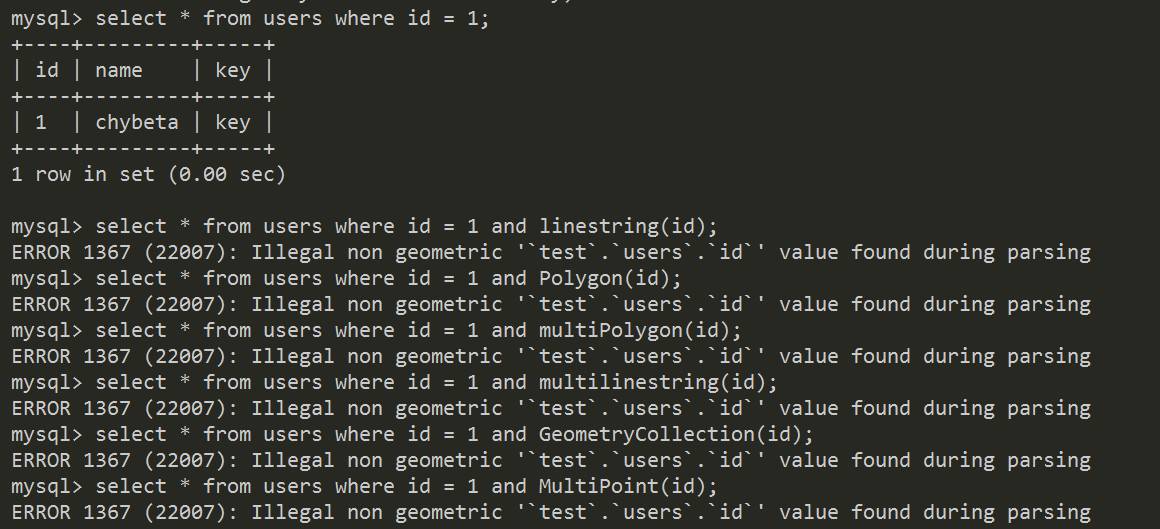 mysql> select * from users where id = 1;
+----+---------+-----+
| id | name    | key |
+----+---------+-----+
| 1  | chybeta | key |
+----+---------+-----+
1 row in set (0.00 sec)

mysql> select * from users where id = 1 and linestring(id);
ERROR 1367 (22007): Illegal non geometric '`test`.`users`.`id`' value found during parsing
mysql> select * from users where id = 1 and Polygon(id);
ERROR 1367 (22007): Illegal non geometric '`test`.`users`.`id`' value found during parsing
mysql> select * from users where id = 1 and multiPolygon(id);
ERROR 1367 (22007): Illegal non geometric '`test`.`users`.`id`' value found during parsing
mysql> select * from users where id = 1 and multilinestring(id);
ERROR 1367 (22007): Illegal non geometric '`test`.`users`.`id`' value found during parsing
mysql> select * from users where id = 1 and GeometryCollection(id);
ERROR 1367 (22007): Illegal non geometric '`test`.`users`.`id`' value found during parsing
mysql> select * from users where id = 1 and MultiPoint(id);
ERROR 1367 (22007): Illegal non geometric '`test`.`users`.`id`' value found during parsing